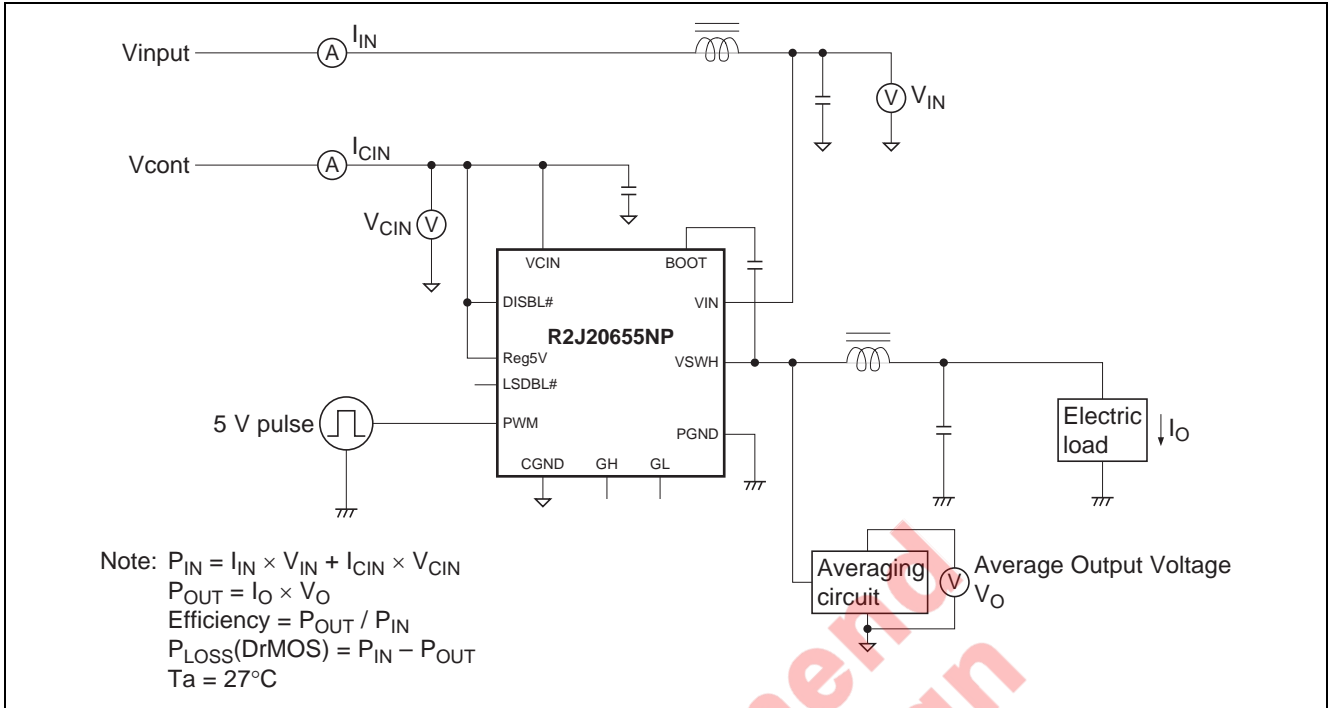 Vinput
A
I_IN
V
V_IN
Vcont
A
I_CIN
V_CIN
V
VCIN
BOOT
DISBL#
VIN
R2J20655NP
Reg5V
VSWH
LSDBL#
5 V pulse
PWM
PGND
CGND
GH
GL
Electric
load
I_O
Averaging
circuit
V
Average Output Voltage
V_O
Note: P_IN = I_IN × V_IN + I_CIN × V_CIN
P_OUT = I_O × V_O
Efficiency = P_OUT / P_IN
P_LOSS(DrMOS) = P_IN – P_OUT
Ta = 27°C